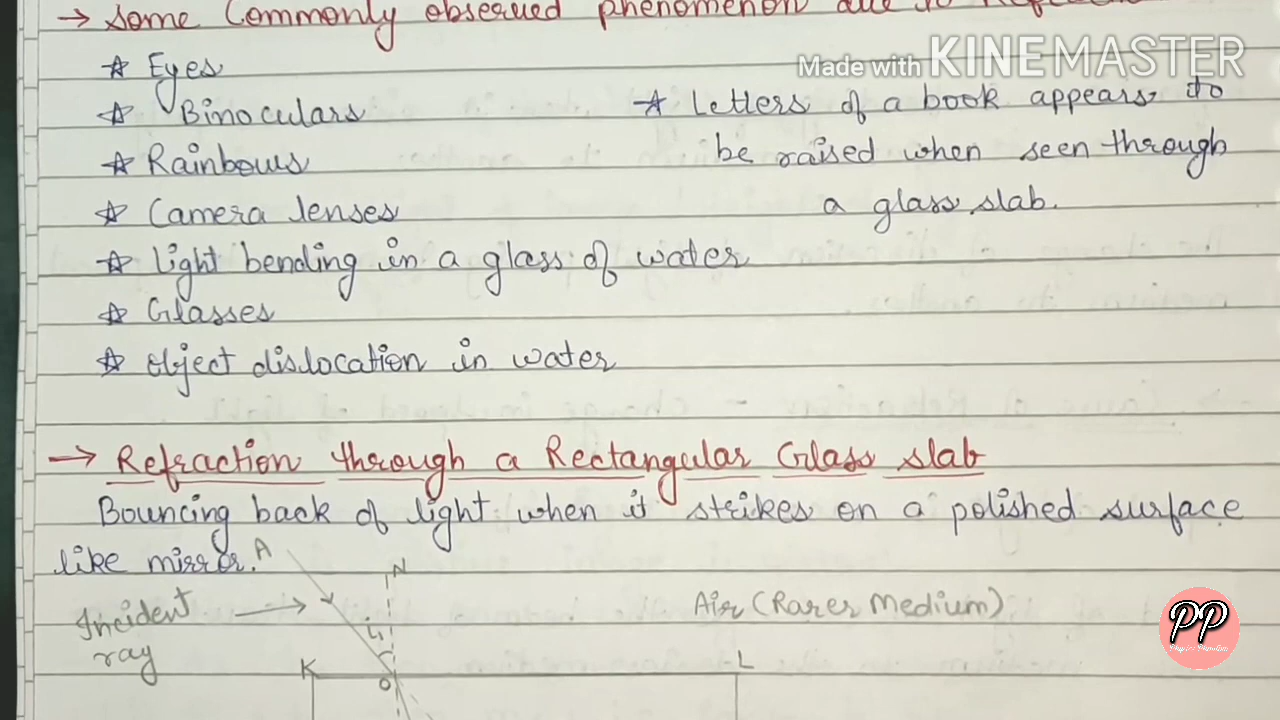 → Some Commonly observed phenomenon due to
Made with KINEMASTER
☆ Eyes
☆ Binoculars
☆ Rainbows
☆ Camera lenses
☆ light bending in a glass of water
☆ Glasses
☆ object dislocation in water
☆ letters of a book appears to
be raised when seen through
a glass slab.
→ Refraction through a Rectangular Glass slab
Bouncing back of light when it strikes on a polished surface
like mirror.
A
N
Incident
ray
Air (Rarer Medium)
i₁
K
O
L
PP